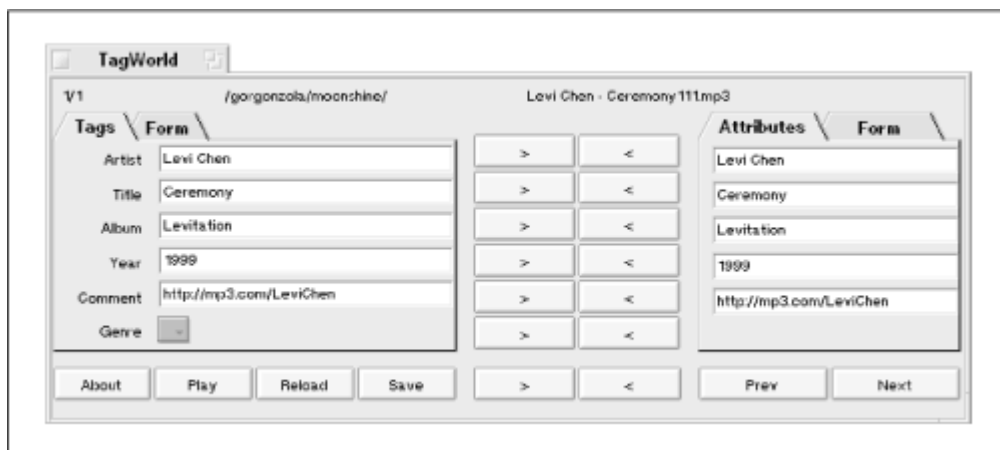 TagWorld
1/1 /gorgonzola/moonshine/ Levi Chen - Ceremony 111.mp3
Tags Form Attributes Form
Artist Levi Chen > < Levi Chen
Title Ceremony > < Ceremony
Album Levitation > < Levitation
Year 1999 > < 1999
Comment http://mp3.com/LeviChen > < http://mp3.com/LeviChen
Genre > <
About Play Reload Save > < Prev Next